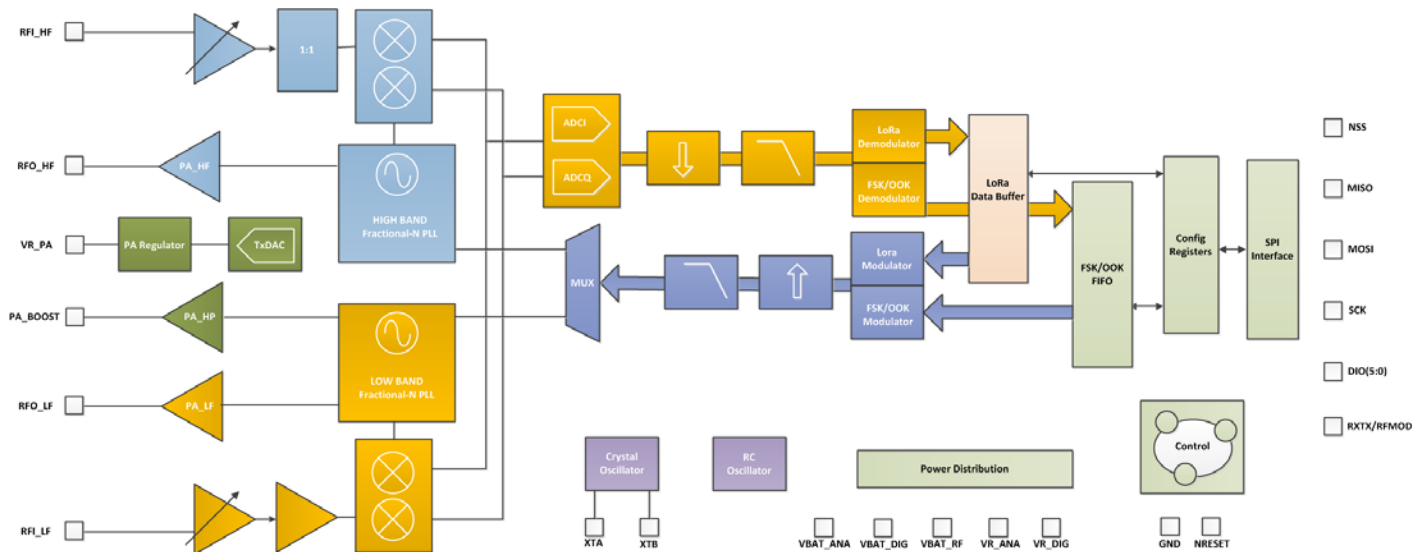 RFI_HF
1:1
RFO_HF
PA_HF
HIGH BAND
Fractional-N PLL
VR_PA
PA Regulator
TxDAC
PA_BOOST
PA_HP
LOW BAND
Fractional-N PLL
RFO_LF
PA_LF
RFI_LF
ADCI
ADCQ
LoRa
Demodulator
FSK/OOK
Demodulator
LoRa
Data Buffer
MUX
Lora
Modulator
FSK/OOK
Modulator
FSK/OOK
FIFO
Config
Registers
SPI
Interface
NSS
MISO
MOSI
SCK
DIO(5:0)
RXTX/RFMOD
Crystal
Oscillator
RC
Oscillator
Power Distribution
Control
XTA
XTB
VBAT_ANA
VBAT_DIG
VBAT_RF
VR_ANA
VR_DIG
GND
NRESET